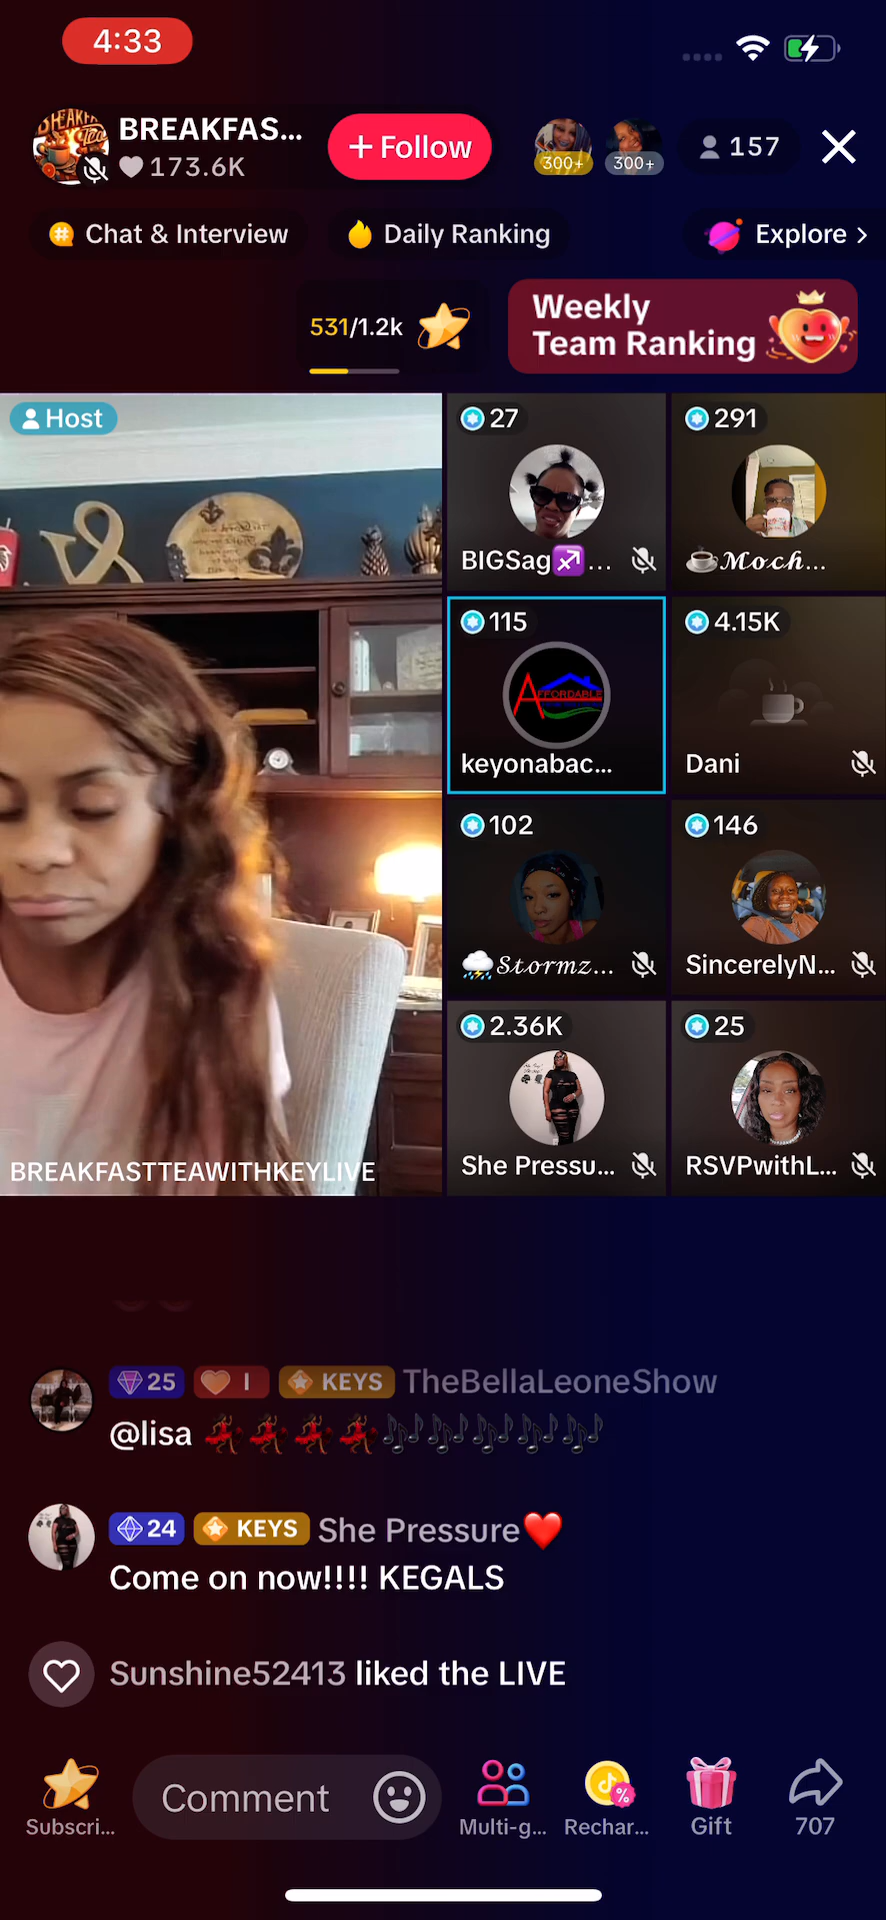 4:33
BREAKFAS...
173.6K
+ Follow
300+
300+
157
Chat & Interview
Daily Ranking
Explore >
531/1.2k
Weekly
Team Ranking
Host
BREAKFASTTEAWITHKEYLIVE
27
BIGSag♐...
291
☕𝓜𝓸𝓬𝓱...
115
AFFORDABLE
keyonabac...
4.15K
Dani
102
⛈️𝓢𝓽𝓸𝓻𝓶𝔃...
146
SincerelyN...
2.36K
She Pressu...
25
RSVPwithL...
25 I KEYS TheBellaLeoneShow
@lisa 💃💃💃💃🎶🎶🎶🎶🎶
24 KEYS She Pressure❤️
Come on now!!!! KEGALS
Sunshine52413 liked the LIVE
Subscri...
Comment
Multi-g...
Rechar...
Gift
707